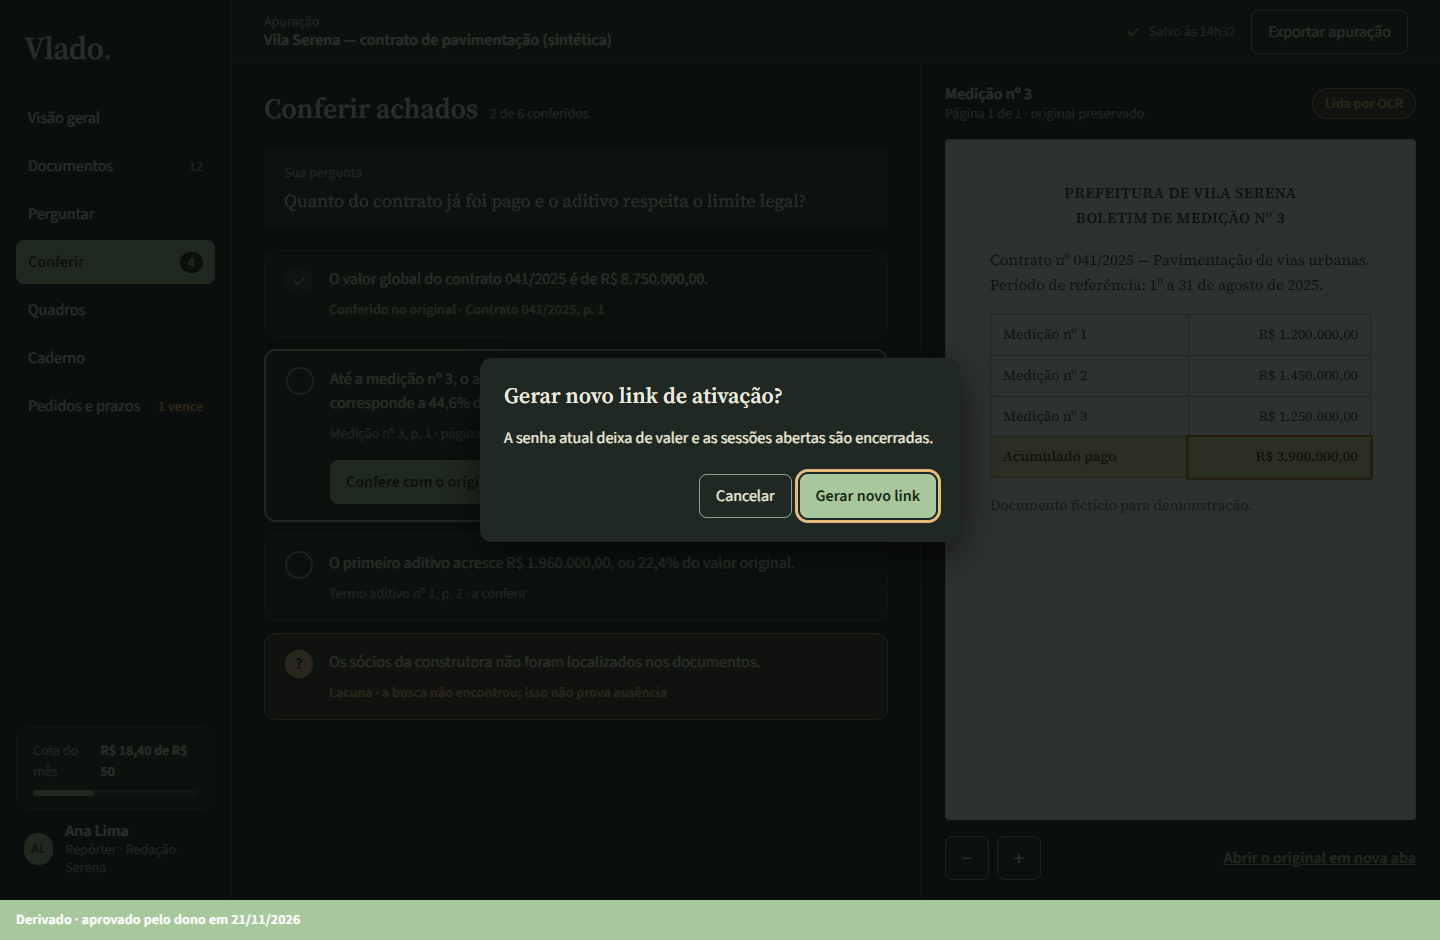 Vlado.
Visão geral
Documentos 12
Perguntar
Conferir 4
Quadros
Caderno
Pedidos e prazos 1 vence
Cota do mês R$ 18,40 de R$ 50
AL
Ana Lima
Repórter · Redação
Serena
Apuração
Vila Serena — contrato de pavimentação (sintética)
Salvo às 14h32
Exportar apuração
Conferir achados 2 de 6 conferidos
Sua pergunta
Quanto do contrato já foi pago e o aditivo respeita o limite legal?
O valor global do contrato 041/2025 é de R$ 8.750.000,00.
Conferido no original · Contrato 041/2025, p. 1
Até a medição nº 3, o a
corresponde a 44,6% d
Medição nº 3, p. 1 · página
Confere com o origi
O primeiro aditivo acresce R$ 1.960.000,00, ou 22,4% do valor original.
Termo aditivo nº 1, p. 2 · a conferir
?
Os sócios da construtora não foram localizados nos documentos.
Lacuna · a busca não encontrou; isso não prova ausência
Gerar novo link de ativação?
A senha atual deixa de valer e as sessões abertas são encerradas.
Cancelar
Gerar novo link
Medição nº 3
Página 1 de 1 · original preservado
Lida por OCR
PREFEITURA DE VILA SERENA
BOLETIM DE MEDIÇÃO Nº 3
Contrato nº 041/2025 — Pavimentação de vias urbanas.
Período de referência: 1º a 31 de agosto de 2025.
Medição nº 1 R$ 1.200.000,00
Medição nº 2 R$ 1.450.000,00
Medição nº 3 R$ 1.250.000,00
Acumulado pago R$ 3.900.000,00
Documento fictício para demonstração.
− +
Abrir o original em nova aba
Derivado · aprovado pelo dono em 21/11/2026